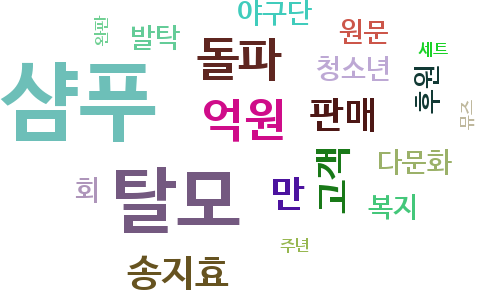 야구단
완판
발탁
원문
돌파
세트
청소년
샴푸
후원
억원
판매
뮤즈
고객
다문화
회
탈모
만
복지
주년
송지효